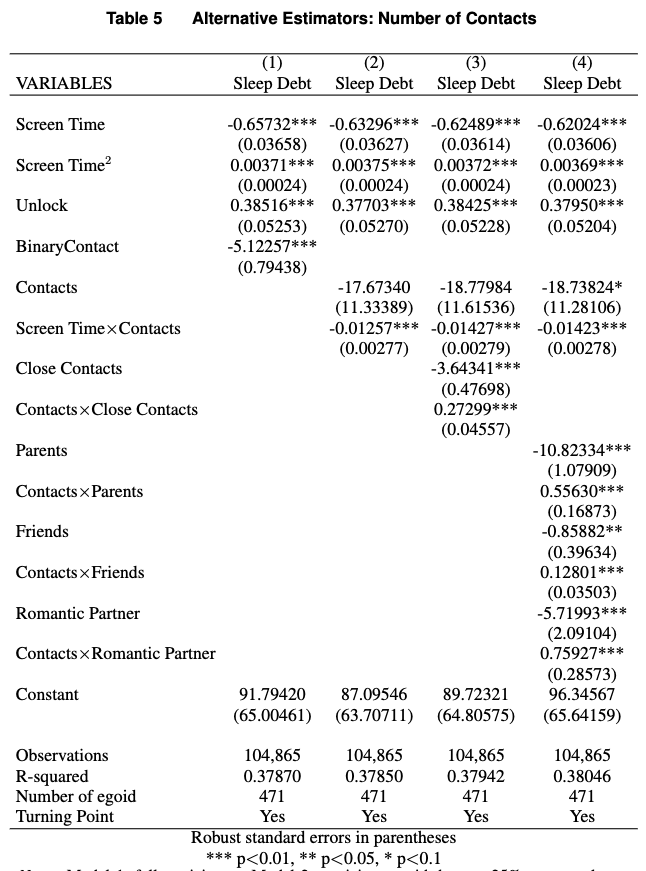 Table 5 Alternative Estimators: Number of Contacts
(1) (2) (3) (4)
VARIABLES Sleep Debt Sleep Debt Sleep Debt Sleep Debt
Screen Time -0.65732*** -0.63296*** -0.62489*** -0.62024***
(0.03658) (0.03627) (0.03614) (0.03606)
Screen Time² 0.00371*** 0.00375*** 0.00372*** 0.00369***
(0.00024) (0.00024) (0.00024) (0.00023)
Unlock 0.38516*** 0.37703*** 0.38425*** 0.37950***
(0.05253) (0.05270) (0.05228) (0.05204)
BinaryContact -5.12257***
(0.79438)
Contacts -17.67340 -18.77984 -18.73824*
(11.33389) (11.61536) (11.28106)
Screen Time×Contacts -0.01257*** -0.01427*** -0.01423***
(0.00277) (0.00279) (0.00278)
Close Contacts -3.64341***
(0.47698)
Contacts×Close Contacts 0.27299***
(0.04557)
Parents -10.82334***
(1.07909)
Contacts×Parents 0.55630***
(0.16873)
Friends -0.85882**
(0.39634)
Contacts×Friends 0.12801***
(0.03503)
Romantic Partner -5.71993***
(2.09104)
Contacts×Romantic Partner 0.75927***
(0.28573)
Constant 91.79420 87.09546 89.72321 96.34567
(65.00461) (63.70711) (64.80575) (65.64159)
Observations 104,865 104,865 104,865 104,865
R-squared 0.37870 0.37850 0.37942 0.38046
Number of egoid 471 471 471 471
Turning Point Yes Yes Yes Yes
Robust standard errors in parentheses
*** p<0.01, ** p<0.05, * p<0.1